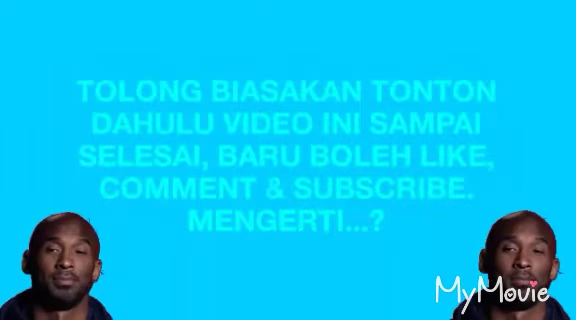 TOLONG BIASAKAN TONTON
DAHULU VIDEO INI SAMPAI
SELESAI, BARU BOLEH LIKE,
COMMENT & SUBSCRIBE.
MENGERTI...?
MyMovie